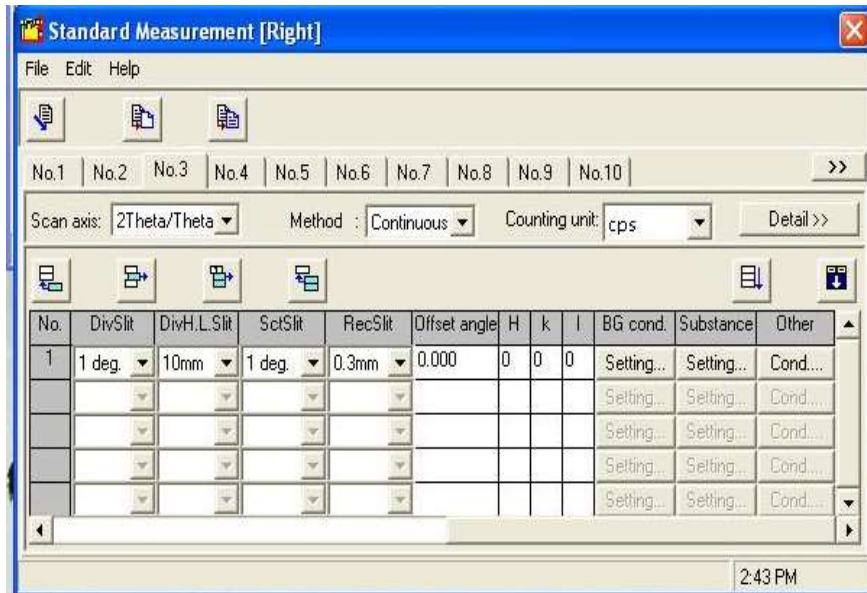 Standard Measurement [Right]
File Edit Help
No.1 No.2 No.3 No.4 No.5 No.6 No.7 No.8 No.9 No.10 >>
Scan axis: 2Theta/Theta Method : Continuous Counting unit: cps Detail >>
No. DivSlit DivH.L.Slit SctSlit RecSlit Offset angle H k l BG cond. Substance Other
1 1 deg. 10mm 1 deg. 0.3mm 0.000 0 0 0 Setting... Setting... Cond....
Setting... Setting... Cond....
Setting... Setting... Cond....
Setting... Setting... Cond....
Setting... Setting... Cond....
2:43 PM